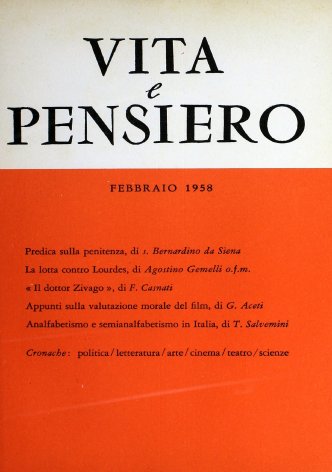 VITA
e
PENSIERO
FEBBRAIO 1958
Predica sulla penitenza, di s. Bernardino da Siena
La lotta contro Lourdes, di Agostino Gemelli o.f.m.
« Il dottor Zivago », di F. Casnati
Appunti sulla valutazione morale del film, di G. Aceti
Analfabetismo e semianalfabetismo in Italia, di T. Salvemini
Cronache: politica/letteratura/arte/cinema/teatro/scienze